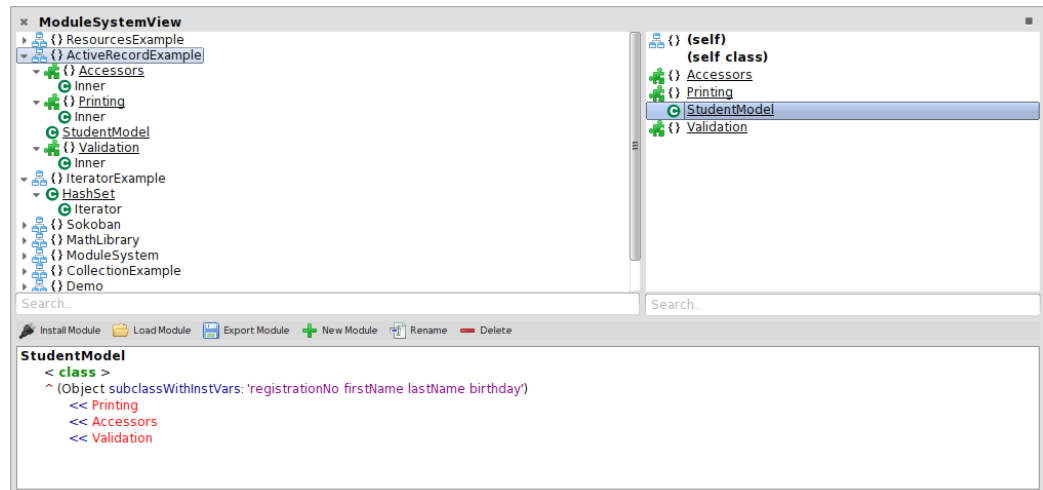 ModuleSystemView
{} ResourcesExample
{} ActiveRecordExample
{} Accessors
Inner
{} Printing
Inner
StudentModel
{} Validation
Inner
{} IteratorExample
HashSet
Iterator
{} Sokoban
{} MathLibrary
{} ModuleSystem
{} CollectionExample
{} Demo
Search..
{} (self)
(self class)
{} Accessors
{} Printing
StudentModel
{} Validation
Search..
Install Module Load Module Export Module New Module Rename Delete
StudentModel
< class >
^ (Object subclassWithInstVars: 'registrationNo firstName lastName birthday')
<< Printing
<< Accessors
<< Validation